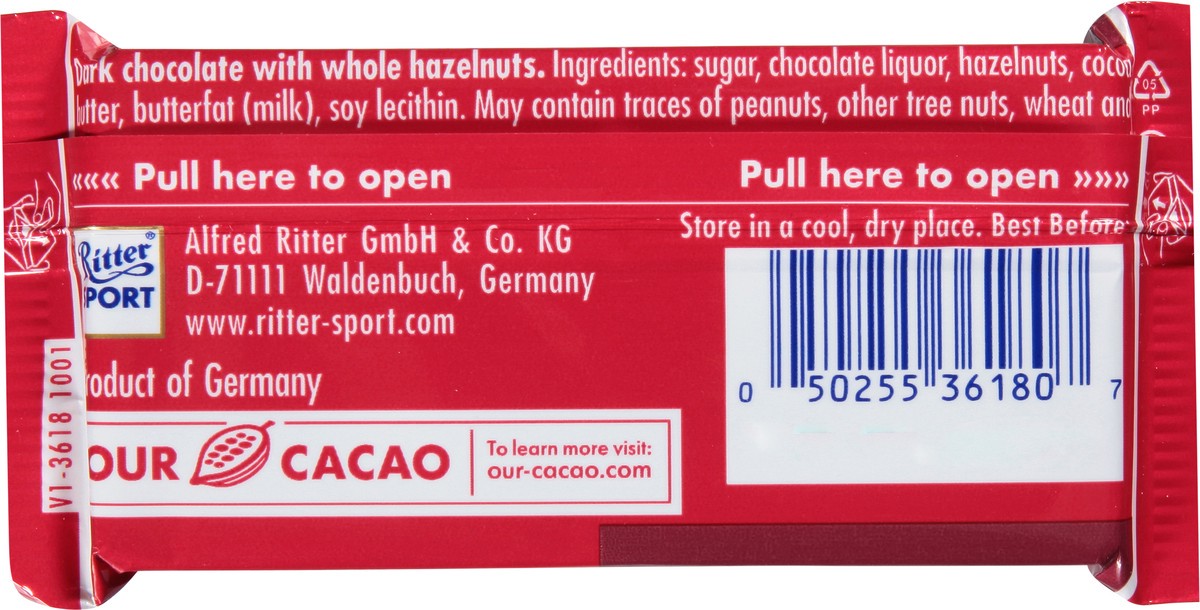 Dark chocolate with whole hazelnuts. Ingredients: sugar, chocolate liquor, hazelnuts, cocoa
butter, butterfat (milk), soy lecithin. May contain traces of peanuts, other tree nuts, wheat and
05
PP
««« Pull here to open
Pull here to open »»»
Store in a cool, dry place. Best Before
Ritter®
SPORT
Alfred Ritter GmbH & Co. KG
D-71111 Waldenbuch, Germany
www.ritter-sport.com
Product of Germany
V1-3618 1001
OUR CACAO
To learn more visit:
our-cacao.com
0 50255 36180 7